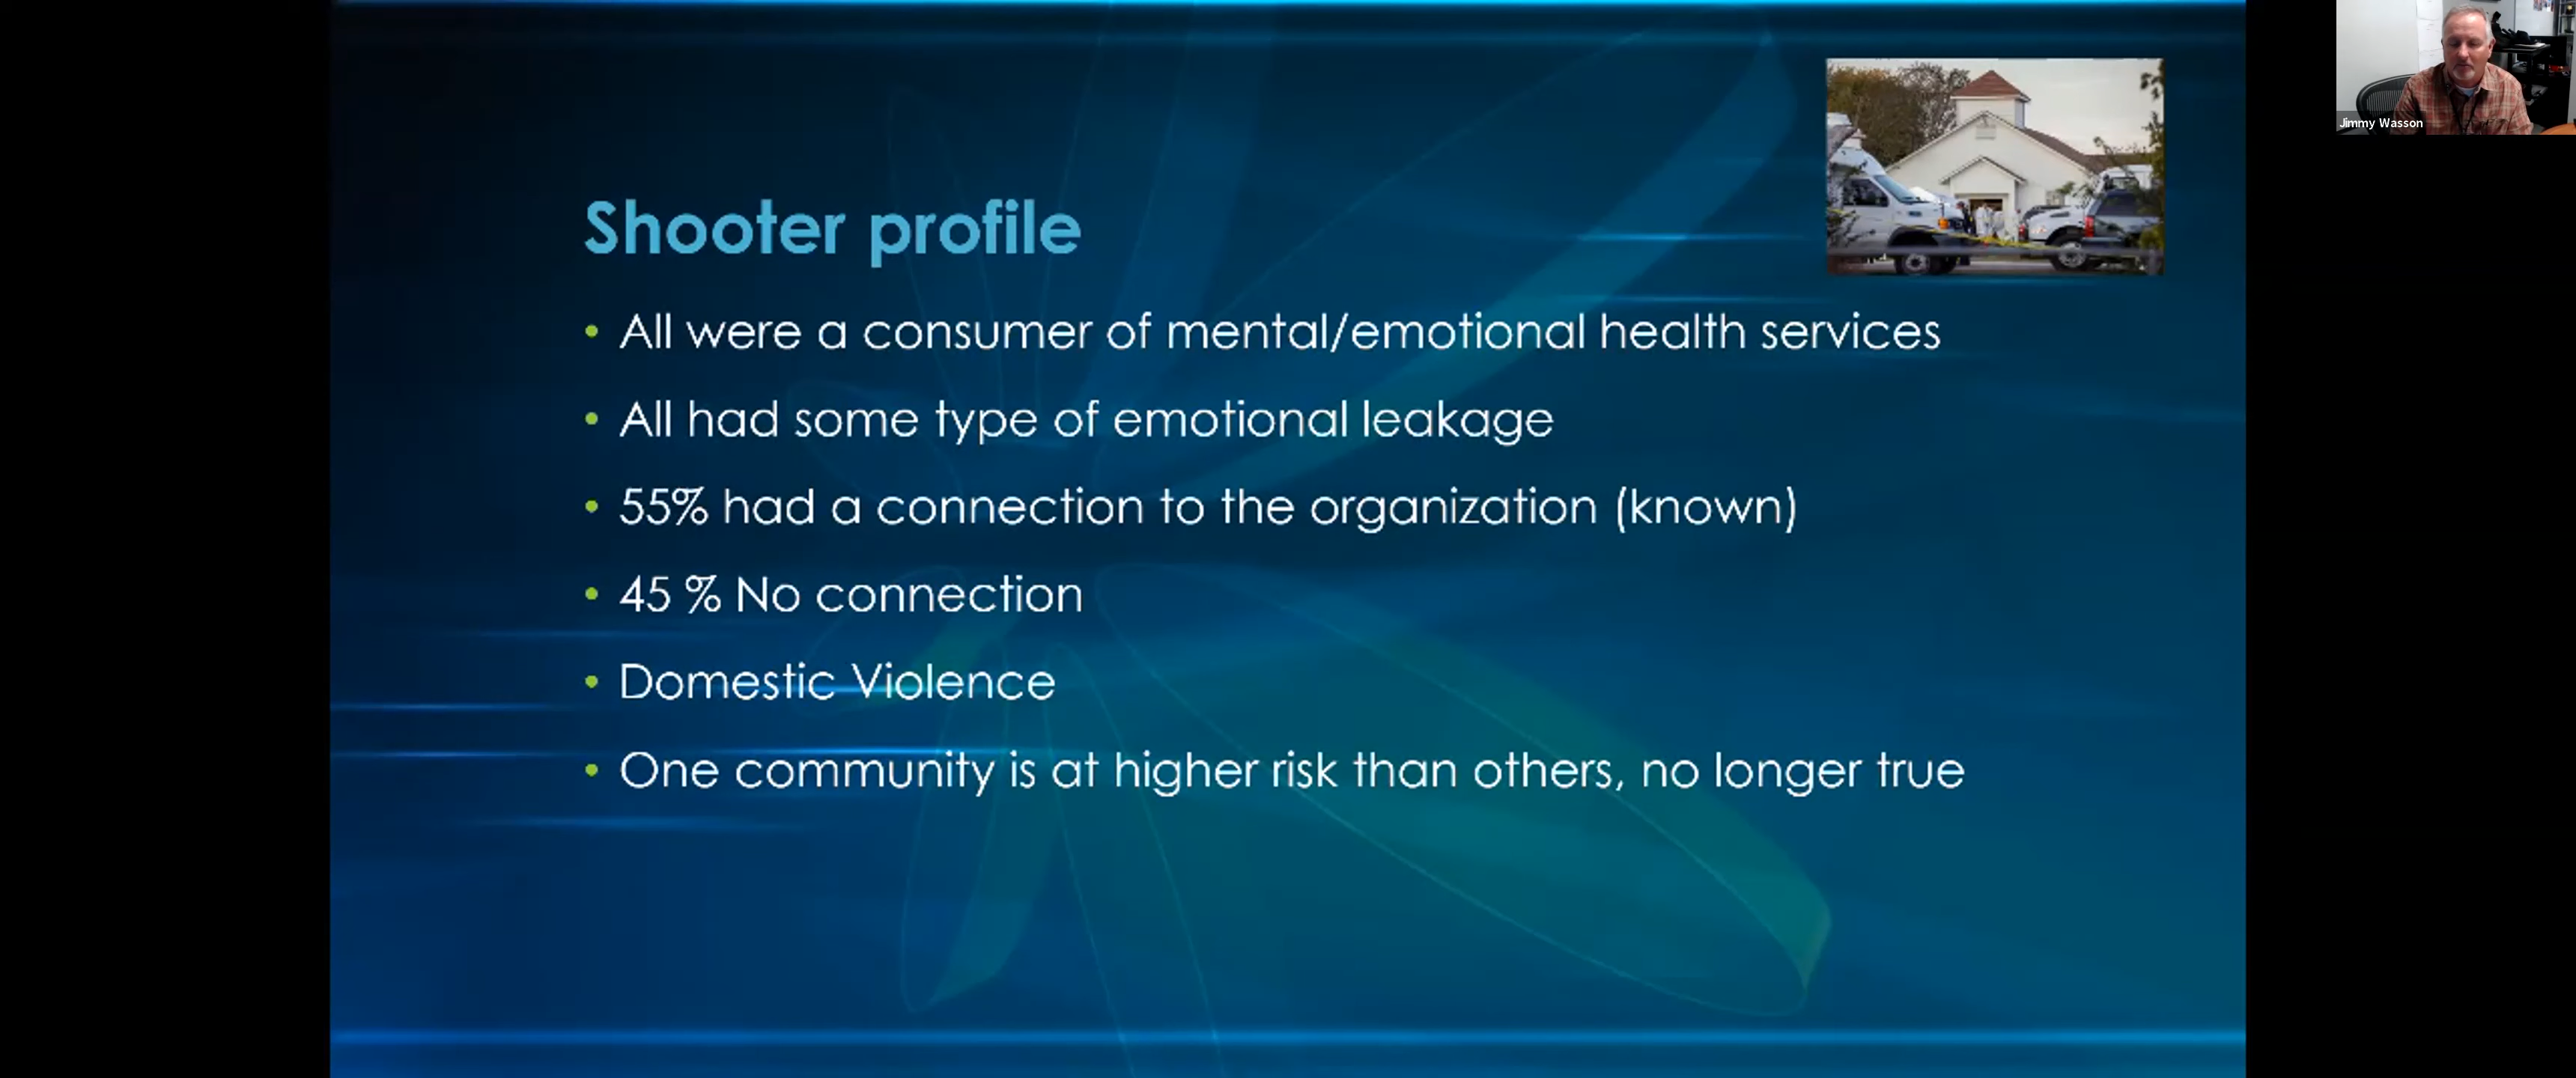 Shooter profile
• All were a consumer of mental/emotional health services
• All had some type of emotional leakage
• 55% had a connection to the organization (known)
• 45 % No connection
• Domestic Violence
• One community is at higher risk than others, no longer true
Jimmy Wasson